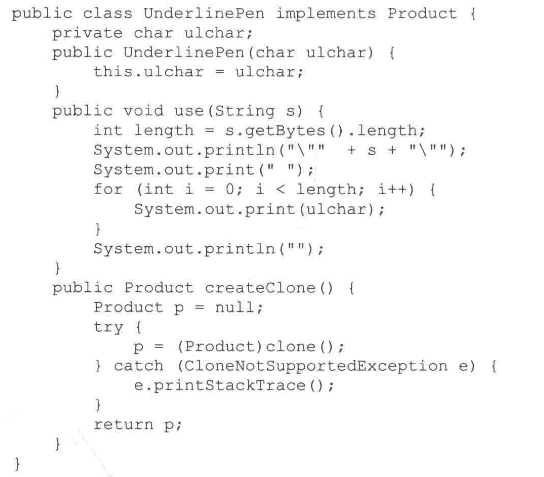 public class UnderlinePen implements Product {
    private char ulchar;
    public UnderlinePen(char ulchar) {
        this.ulchar = ulchar;
    }
    public void use(String s) {
        int length = s.getBytes().length;
        System.out.println("\"" + s + "\"");
        System.out.print(" ");
        for (int i = 0; i < length; i++) {
            System.out.print(ulchar);
        }
        System.out.println("");
    }
    public Product createClone() {
        Product p = null;
        try {
            p = (Product)clone();
        } catch (CloneNotSupportedException e) {
            e.printStackTrace();
        }
        return p;
    }
}